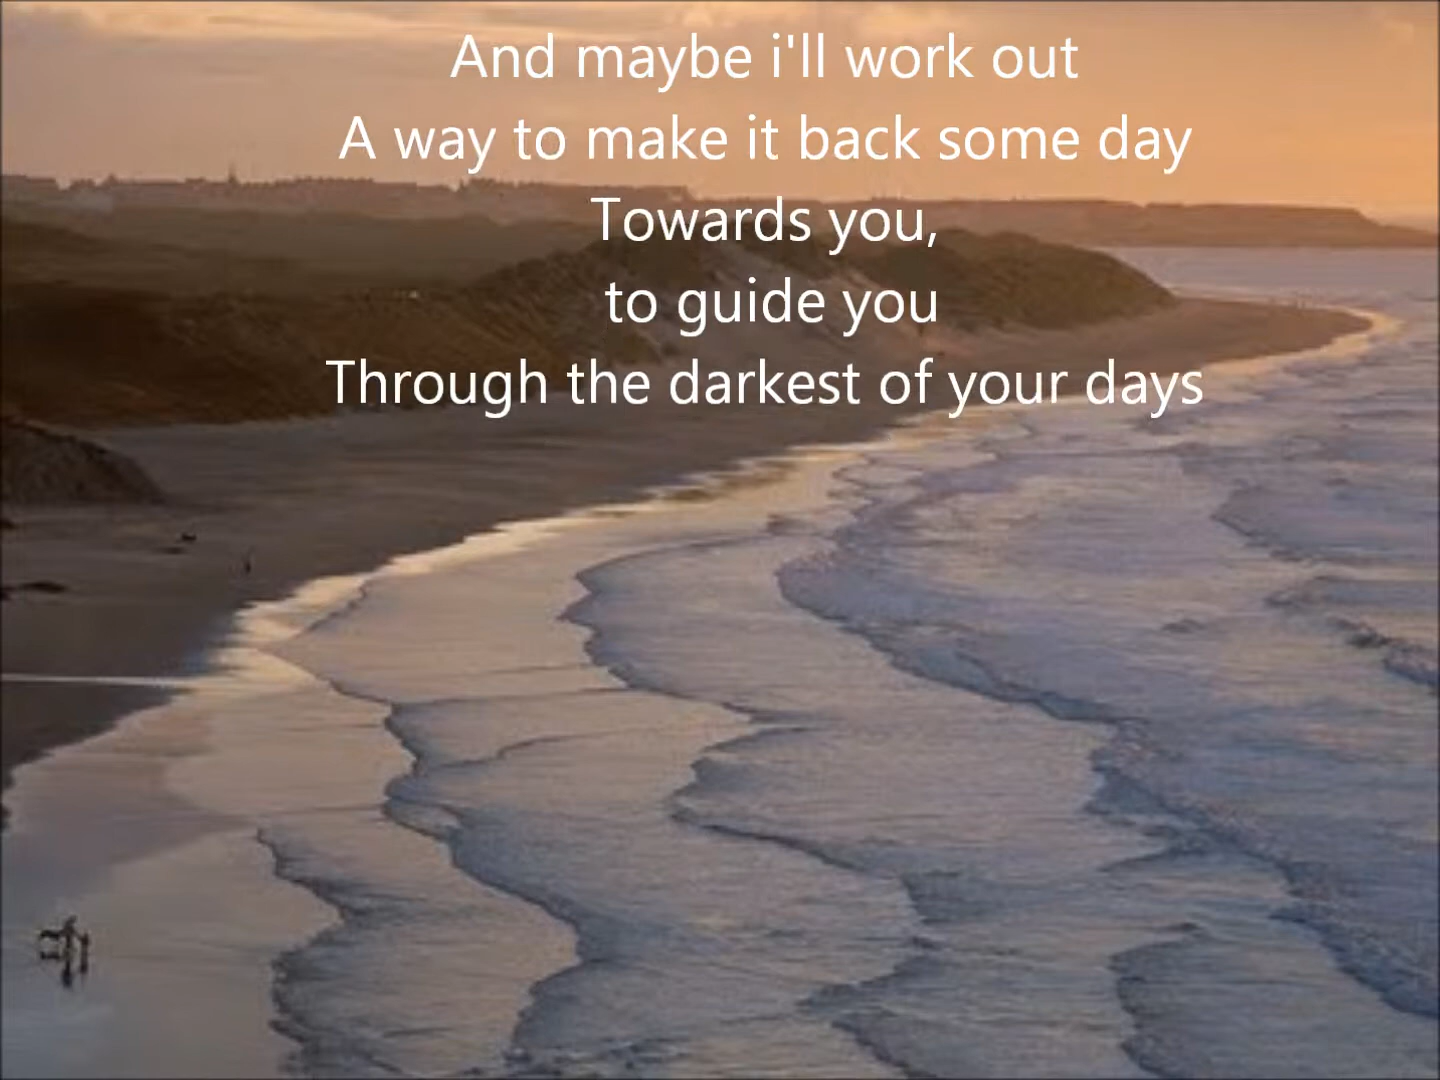 And maybe i'll work out
A way to make it back some day
Towards you,
to guide you
Through the darkest of your days